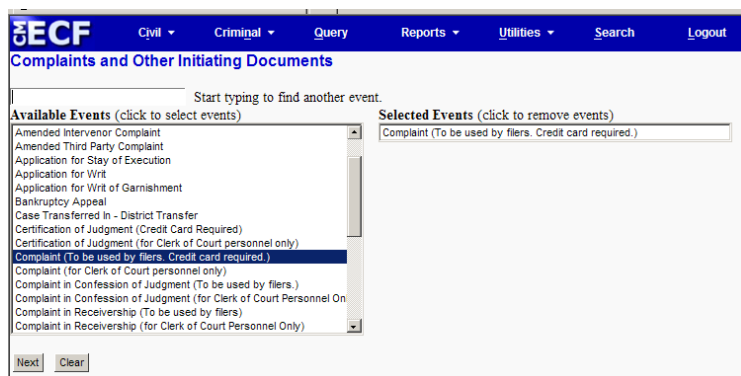 CM ECF Civil Criminal Query Reports Utilities Search Logout
Complaints and Other Initiating Documents
Start typing to find another event.
Available Events (click to select events) Selected Events (click to remove events)
Amended Intervenor Complaint Complaint (To be used by filers. Credit card required.)
Amended Third Party Complaint
Application for Stay of Execution
Application for Writ
Application for Writ of Garnishment
Bankruptcy Appeal
Case Transferred In - District Transfer
Certification of Judgment (Credit Card Required)
Certification of Judgment (for Clerk of Court personnel only)
Complaint (To be used by filers. Credit card required.)
Complaint (for Clerk of Court personnel only)
Complaint in Confession of Judgment (To be used by filers.)
Complaint in Confession of Judgment (for Clerk of Court Personnel On
Complaint in Receivership (To be used by filers)
Complaint in Receivership (for Clerk of Court Personnel Only)
Next Clear